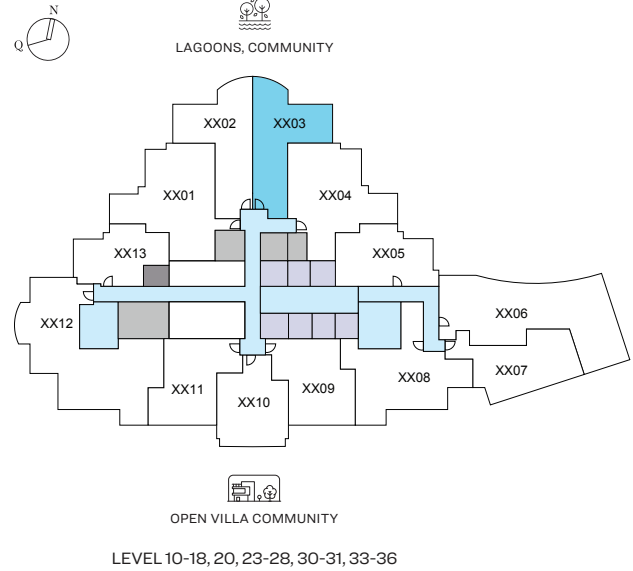 N
Q
LAGOONS, COMMUNITY
XX02
XX03
XX01
XX04
XX13
XX05
XX12
XX06
XX11
XX10
XX09
XX08
XX07
OPEN VILLA COMMUNITY
LEVEL 10-18, 20, 23-28, 30-31, 33-36